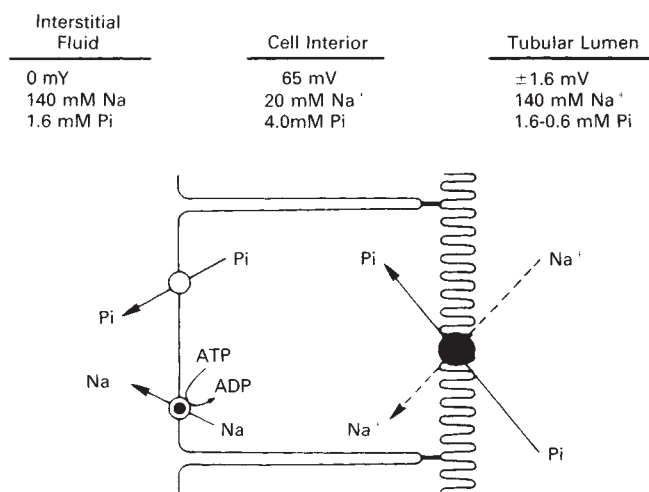 Interstitial
Fluid
Cell Interior
Tubular Lumen
0 mY
65 mV
±1.6 mV
140 mM Na
20 mM Na+
140 mM Na+
1.6 mM Pi
4.0mM Pi
1.6-0.6 mM Pi
Pi
Pi
Na+
Pi
ATP
Na
ADP
Na
Na+
Pi